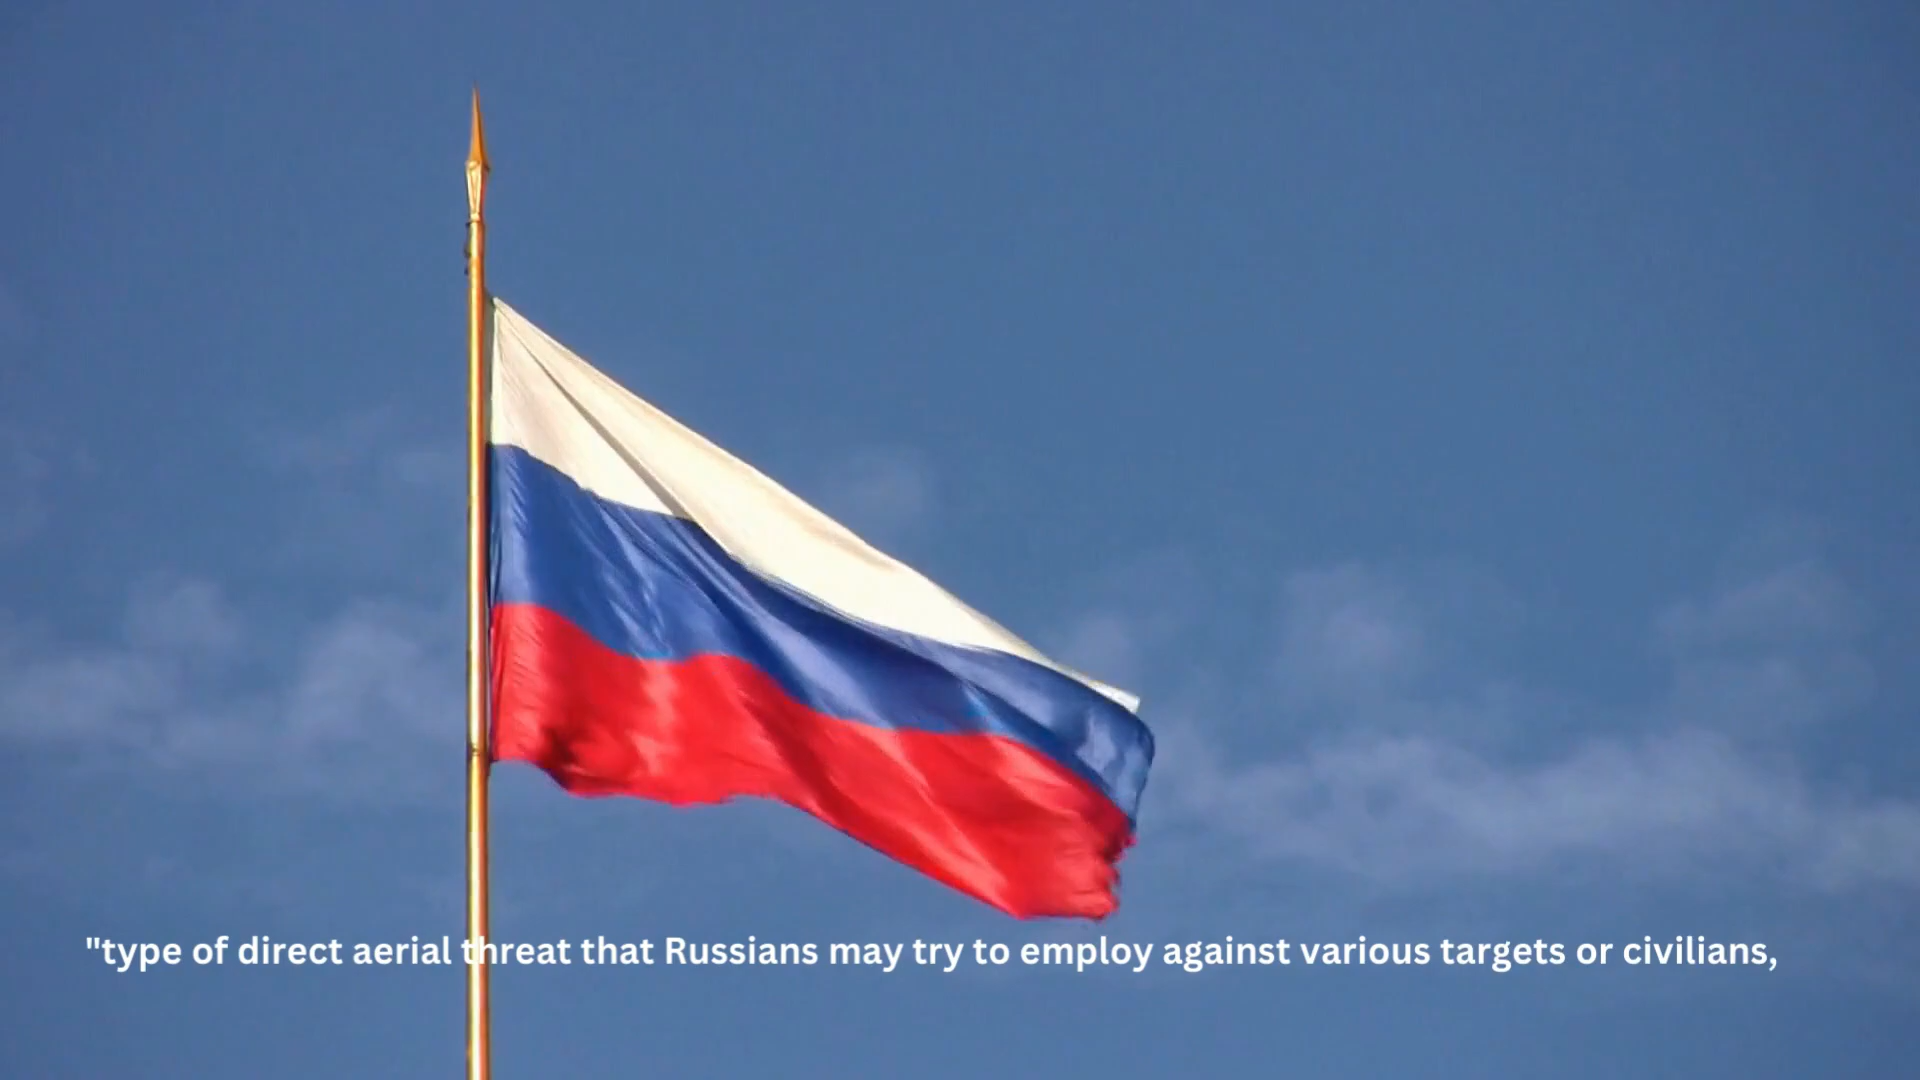 "type of direct aerial threat that Russians may try to employ against various targets or civilians,